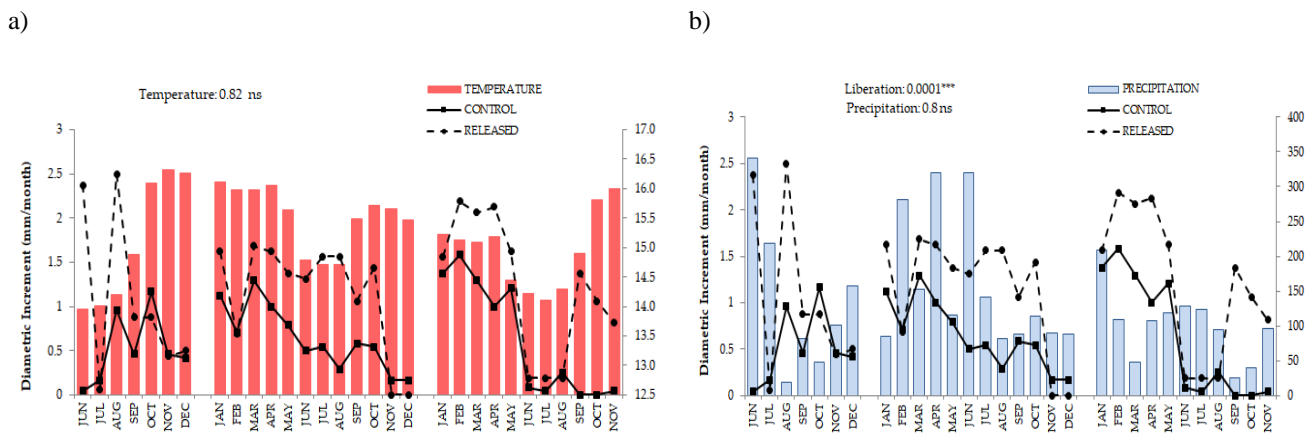 a)
Temperature: 0.82 ns
TEMPERATURE
CONTROL
RELEASED
Diametric Increment (mm/month)
3
2.5
2
1.5
1
0.5
0
17.0
16.5
16.0
15.5
15.0
14.5
14.0
13.5
13.0
12.5
JUN JUL AUG SEP OCT NOV DEC JAN FEB MAR APR MAY JUN JUL AUG SEP OCT NOV DEC JAN FEB MAR APR MAY JUN JUL AUG SEP OCT NOV
b)
Liberation: 0.0001***
Precipitation: 0.8 ns
PRECIPITATION
CONTROL
RELEASED
Diametric Increment (mm/month)
3
2.5
2
1.5
1
0.5
0
400
350
300
250
200
150
100
50
0
JUN JUL AUG SEP OCT NOV DEC JAN FEB MAR APR MAY JUN JUL AUG SEP OCT NOV DEC JAN FEB MAR APR MAY JUN JUL AUG SEP OCT NOV